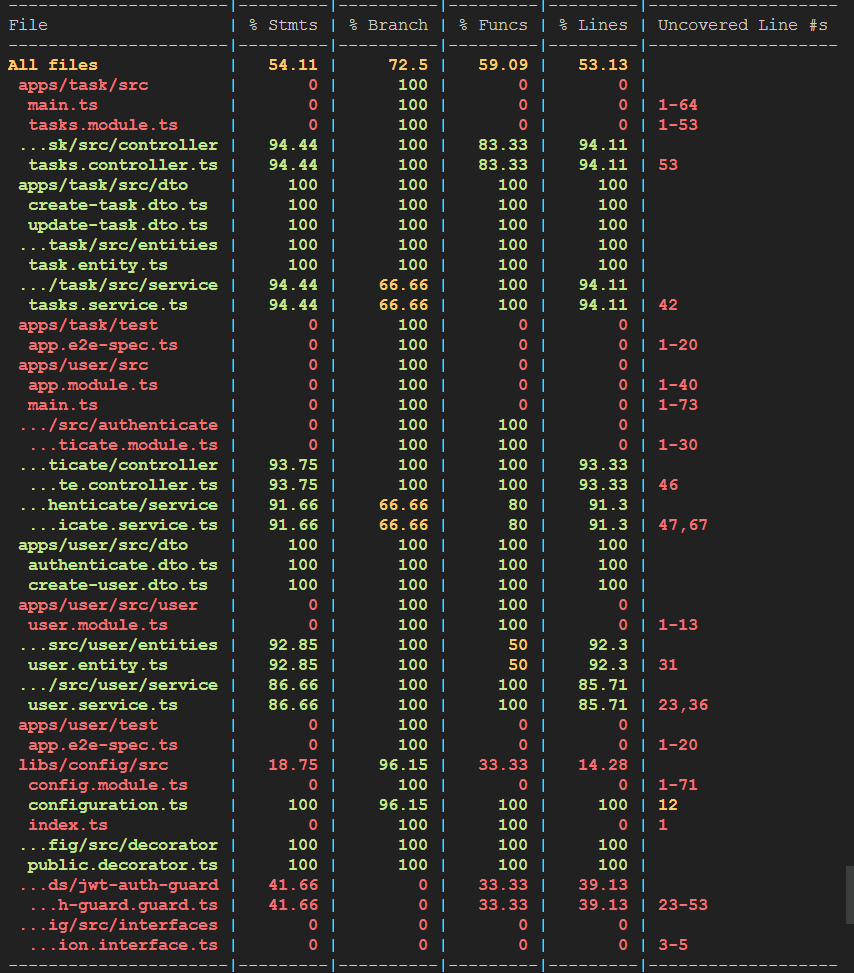 -----------------------|---------|----------|---------|---------|-------------------
File                   | % Stmts | % Branch | % Funcs | % Lines | Uncovered Line #s
-----------------------|---------|----------|---------|---------|-------------------
All files              |   54.11 |     72.5 |   59.09 |   53.13 |
 apps/task/src         |       0 |      100 |       0 |       0 |
  main.ts              |       0 |      100 |       0 |       0 | 1-64
  tasks.module.ts      |       0 |      100 |       0 |       0 | 1-53
 ...sk/src/controller  |   94.44 |      100 |   83.33 |   94.11 |
  tasks.controller.ts  |   94.44 |      100 |   83.33 |   94.11 | 53
 apps/task/src/dto     |     100 |      100 |     100 |     100 |
  create-task.dto.ts   |     100 |      100 |     100 |     100 |
  update-task.dto.ts   |     100 |      100 |     100 |     100 |
 ...task/src/entities  |     100 |      100 |     100 |     100 |
  task.entity.ts       |     100 |      100 |     100 |     100 |
 .../task/src/service  |   94.44 |    66.66 |     100 |   94.11 |
  tasks.service.ts     |   94.44 |    66.66 |     100 |   94.11 | 42
 apps/task/test        |       0 |      100 |       0 |       0 |
  app.e2e-spec.ts      |       0 |      100 |       0 |       0 | 1-20
 apps/user/src         |       0 |      100 |       0 |       0 |
  app.module.ts        |       0 |      100 |       0 |       0 | 1-40
  main.ts              |       0 |      100 |       0 |       0 | 1-73
 .../src/authenticate  |       0 |      100 |     100 |       0 |
  ...ticate.module.ts  |       0 |      100 |     100 |       0 | 1-30
 ...ticate/controller  |   93.75 |      100 |     100 |   93.33 |
  ...te.controller.ts  |   93.75 |      100 |     100 |   93.33 | 46
 ...henticate/service  |   91.66 |    66.66 |      80 |    91.3 |
  ...icate.service.ts  |   91.66 |    66.66 |      80 |    91.3 | 47,67
 apps/user/src/dto     |     100 |      100 |     100 |     100 |
  authenticate.dto.ts  |     100 |      100 |     100 |     100 |
  create-user.dto.ts   |     100 |      100 |     100 |     100 |
 apps/user/src/user    |       0 |      100 |     100 |       0 |
  user.module.ts       |       0 |      100 |     100 |       0 | 1-13
 ...src/user/entities  |   92.85 |      100 |      50 |    92.3 |
  user.entity.ts       |   92.85 |      100 |      50 |    92.3 | 31
 .../src/user/service  |   86.66 |      100 |     100 |   85.71 |
  user.service.ts      |   86.66 |      100 |     100 |   85.71 | 23,36
 apps/user/test        |       0 |      100 |       0 |       0 |
  app.e2e-spec.ts      |       0 |      100 |       0 |       0 | 1-20
 libs/config/src       |   18.75 |    96.15 |   33.33 |   14.28 |
  config.module.ts     |       0 |      100 |       0 |       0 | 1-71
  configuration.ts     |     100 |    96.15 |     100 |     100 | 12
  index.ts             |       0 |      100 |     100 |       0 | 1
 ...fig/src/decorator  |     100 |      100 |     100 |     100 |
  public.decorator.ts  |     100 |      100 |     100 |     100 |
 ...ds/jwt-auth-guard  |   41.66 |        0 |   33.33 |   39.13 |
  ...h-guard.guard.ts  |   41.66 |        0 |   33.33 |   39.13 | 23-53
 ...ig/src/interfaces  |       0 |        0 |       0 |       0 |
  ...ion.interface.ts  |       0 |        0 |       0 |       0 | 3-5
-----------------------|---------|----------|---------|---------|-------------------